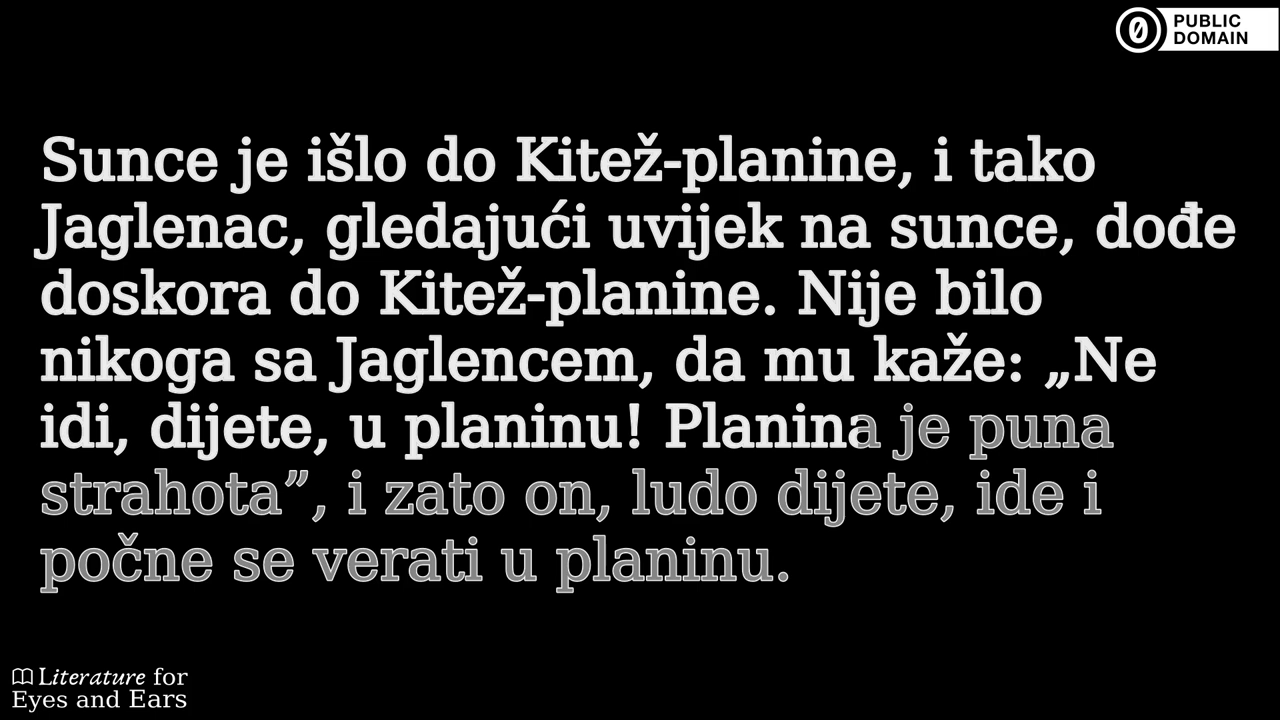 PUBLIC
DOMAIN
Sunce je išlo do Kitež-planine, i tako
Jaglenac, gledajući uvijek na sunce, dođe
doskora do Kitež-planine. Nije bilo
nikoga sa Jaglencem, da mu kaže: „Ne
idi, dijete, u planinu! Planina je puna
strahota”, i zato on, ludo dijete, ide i
počne se verati u planinu.
Literature for
Eyes and Ears